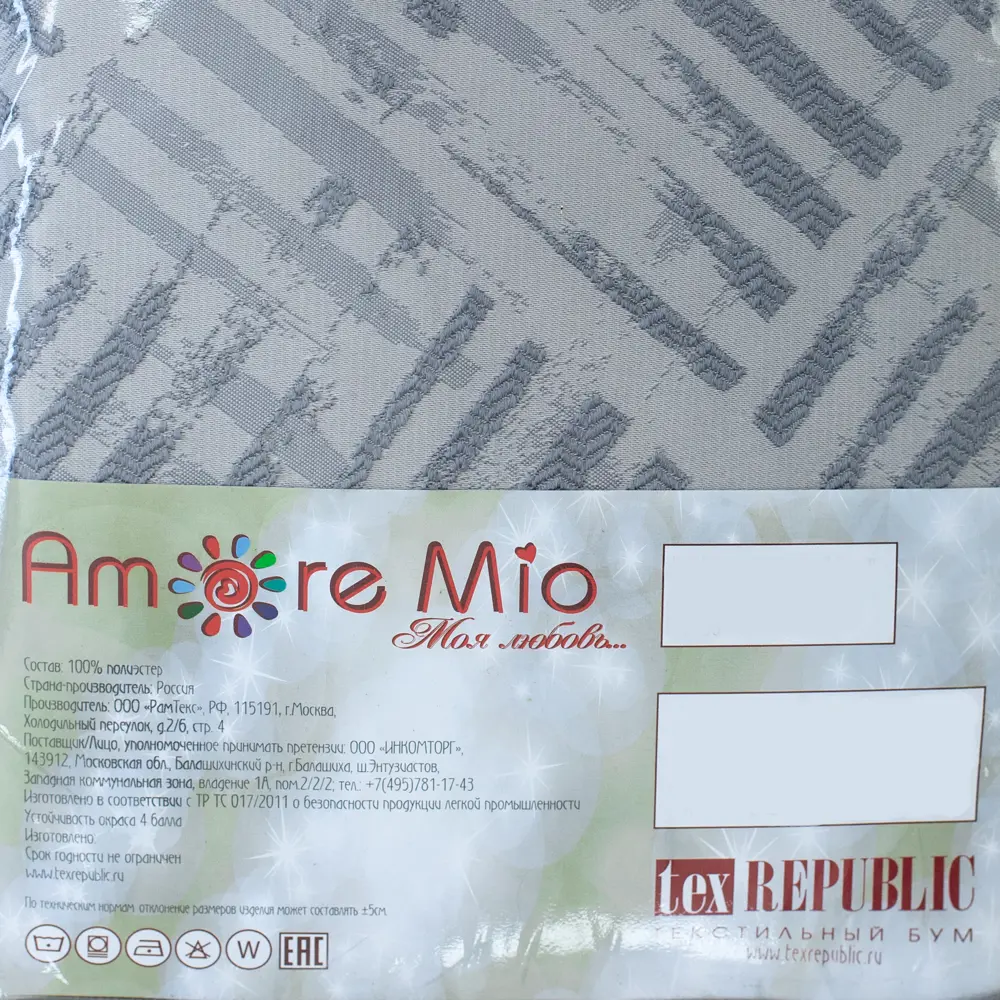 Amore Mio
Моя любовь...
Состав: 100% полиэстер
Страна-производитель: Россия
Производитель: ООО «РамТекс», РФ, 115191, г.Москва,
Холодильный переулок, д.2/6, стр. 4
Поставщик/Лицо, уполномоченное принимать претензии: ООО «ИНКОМТОРГ»,
143912, Московская обл., Балашихинский р-н, г.Балашиха, ш.Энтузиастов,
Западная коммунальная зона, владение 1А, пом.2/2/2; тел.: +7(495)781-17-43
Изготовлено в соответствии с ТР ТС 017/2011 о безопасности продукции легкой промышленности
Устойчивость окраса 4 балла
Изготовлено:
Срок годности не ограничен
www.texrepublic.ru
По техническим нормам отклонение размеров изделия может составлять ±5см.
W EAC
tex REPUBLIC
ТЕКСТИЛЬНЫЙ БУМ
www.texrepublic.ru